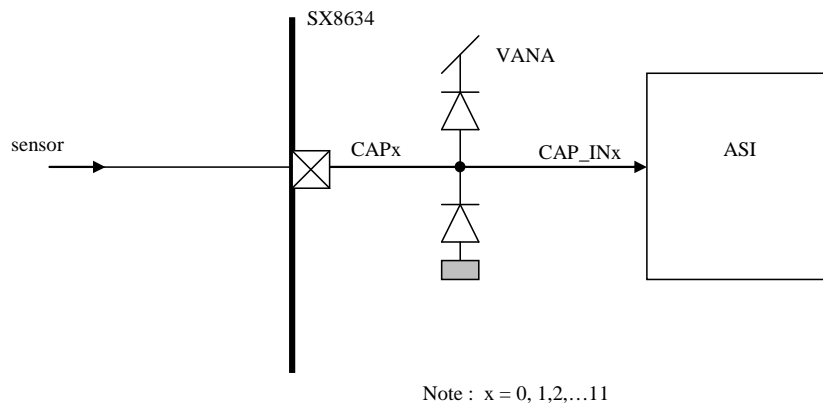 SX8634
VANA
sensor
CAPx
CAP_INx
ASI
Note : x = 0, 1,2,…11